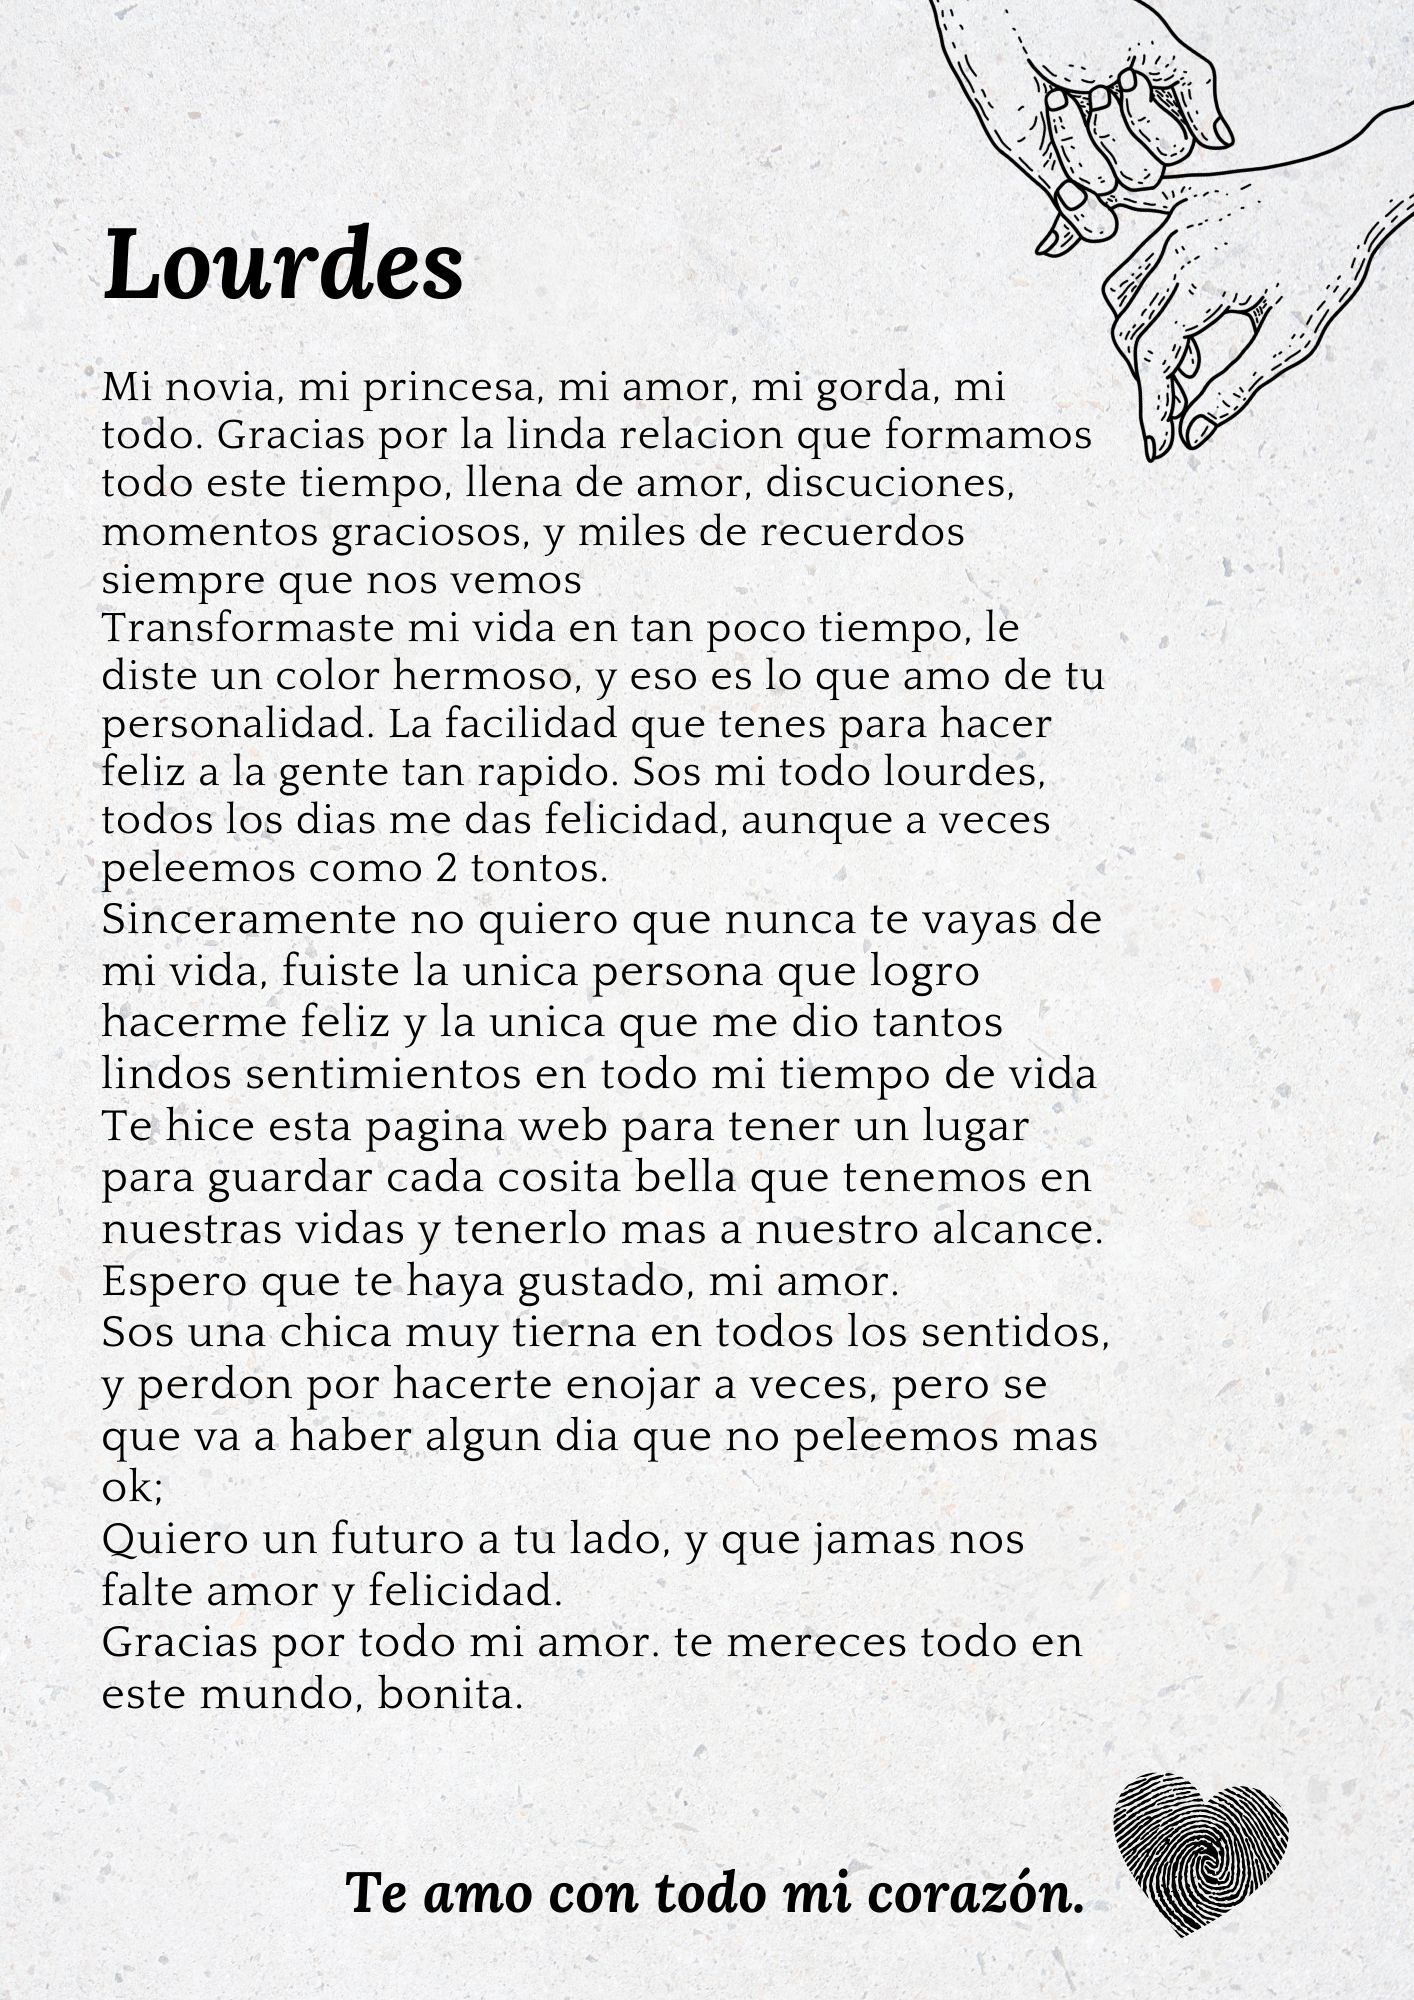 Lourdes
Mi novia, mi princesa, mi amor, mi gorda, mi
todo. Gracias por la linda relacion que formamos
todo este tiempo, llena de amor, discuciones,
momentos graciosos, y miles de recuerdos
siempre que nos vemos
Transformaste mi vida en tan poco tiempo, le
diste un color hermoso, y eso es lo que amo de tu
personalidad. La facilidad que tenes para hacer
feliz a la gente tan rapido. Sos mi todo lourdes,
todos los dias me das felicidad, aunque a veces
peleemos como 2 tontos.
Sinceramente no quiero que nunca te vayas de
mi vida, fuiste la unica persona que logro
hacerme feliz y la unica que me dio tantos
lindos sentimientos en todo mi tiempo de vida
Te hice esta pagina web para tener un lugar
para guardar cada cosita bella que tenemos en
nuestras vidas y tenerlo mas a nuestro alcance.
Espero que te haya gustado, mi amor.
Sos una chica muy tierna en todos los sentidos,
y perdon por hacerte enojar a veces, pero se
que va a haber algun dia que no peleemos mas
ok;
Quiero un futuro a tu lado, y que jamas nos
falte amor y felicidad.
Gracias por todo mi amor. te mereces todo en
este mundo, bonita.
Te amo con todo mi corazón.